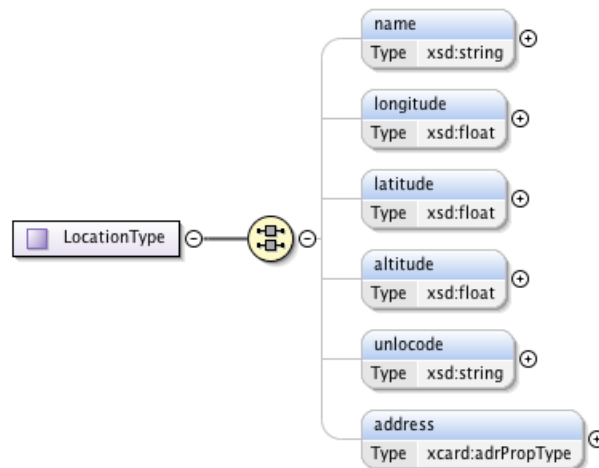 name
Type xsd:string
longitude
Type xsd:float
latitude
Type xsd:float
LocationType
altitude
Type xsd:float
unlocode
Type xsd:string
address
Type xcard:adrPropType